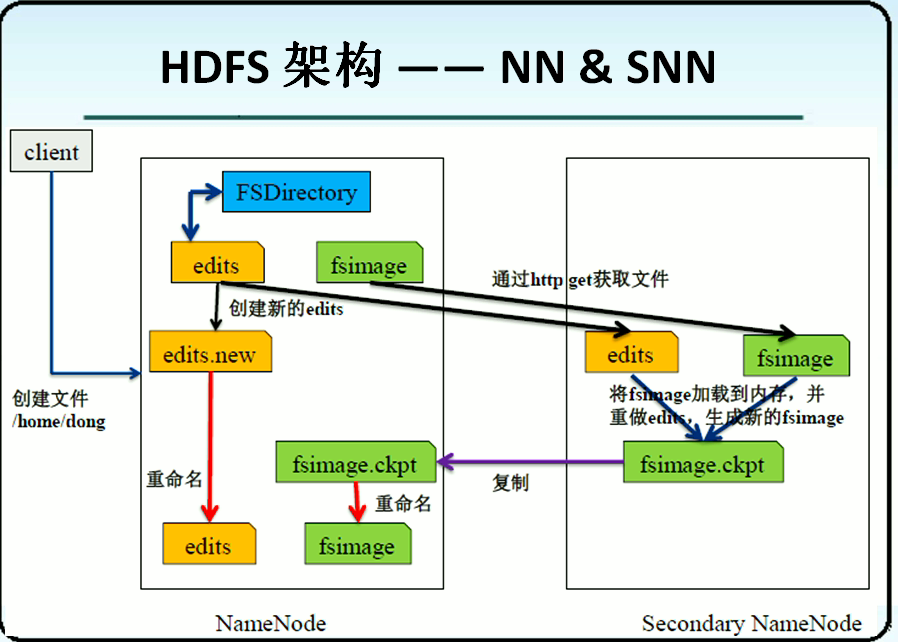 HDFS 架构 —— NN & SNN
client
FSDirectory
edits
fsimage
通过http get获取文件
创建新的edits
edits.new
edits
fsimage
创建文件
/home/dong
将fsimage加载到内存，并
重做edits，生成新的fsimage
fsimage.ckpt
fsimage.ckpt
重命名
复制
重命名
edits
fsimage
NameNode
Secondary NameNode